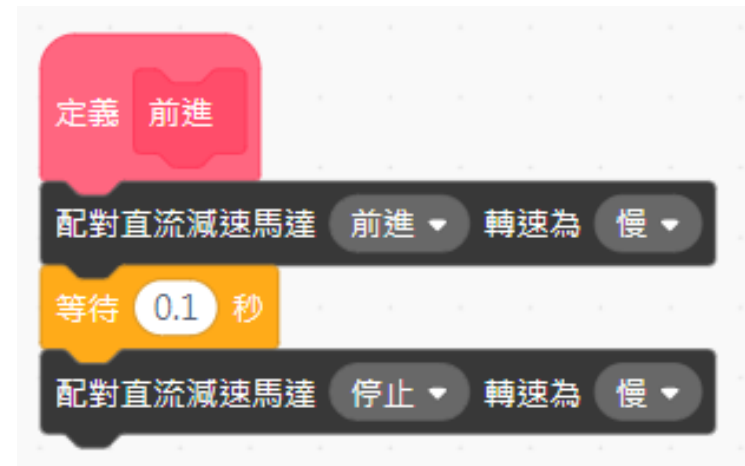 定義 前進
配對直流減速馬達 前進 轉速為 慢
等待 0.1 秒
配對直流減速馬達 停止 轉速為 慢